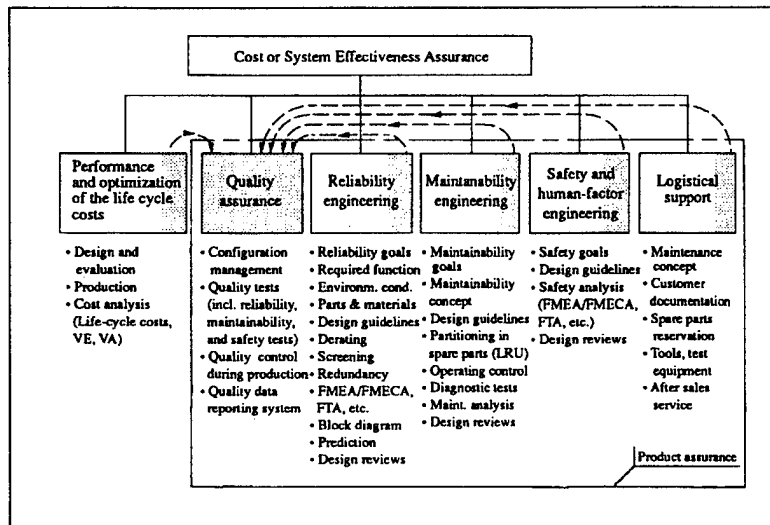 Cost or System Effectiveness Assurance
Performance
and optimization
of the life cycle
costs
• Design and
evaluation
• Production
• Cost analysis
(Life-cycle costs,
VE, VA)
Quality
assurance
• Configuration
management
• Quality tests
(incl. reliability,
maintainability,
and safety tests)
• Quality control
during production
• Quality data
reporting system
Reliability
engineering
• Reliability goals
• Required function
• Environm. cond.
• Parts & materials
• Design guidelines
• Derating
• Screening
• Redundancy
• FMEA/FMECA,
FTA, etc.
• Block diagram
• Prediction
• Design reviews
Maintanability
engineering
• Maintainability
goals
• Maintainability
concept
• Design guidelines
• Partitioning in
spare parts (LRU)
• Operating control
• Diagnostic tests
• Maint. analysis
• Design reviews
Safety and
human-factor
engineering
• Safety goals
• Design guidelines
• Safety analysis
(FMEA/FMECA,
FTA, etc.)
• Design reviews
Logistical
support
• Maintenance
concept
• Customer
documentation
• Spare parts
reservation
• Tools, test
equipment
• After sales
service
Product assurance